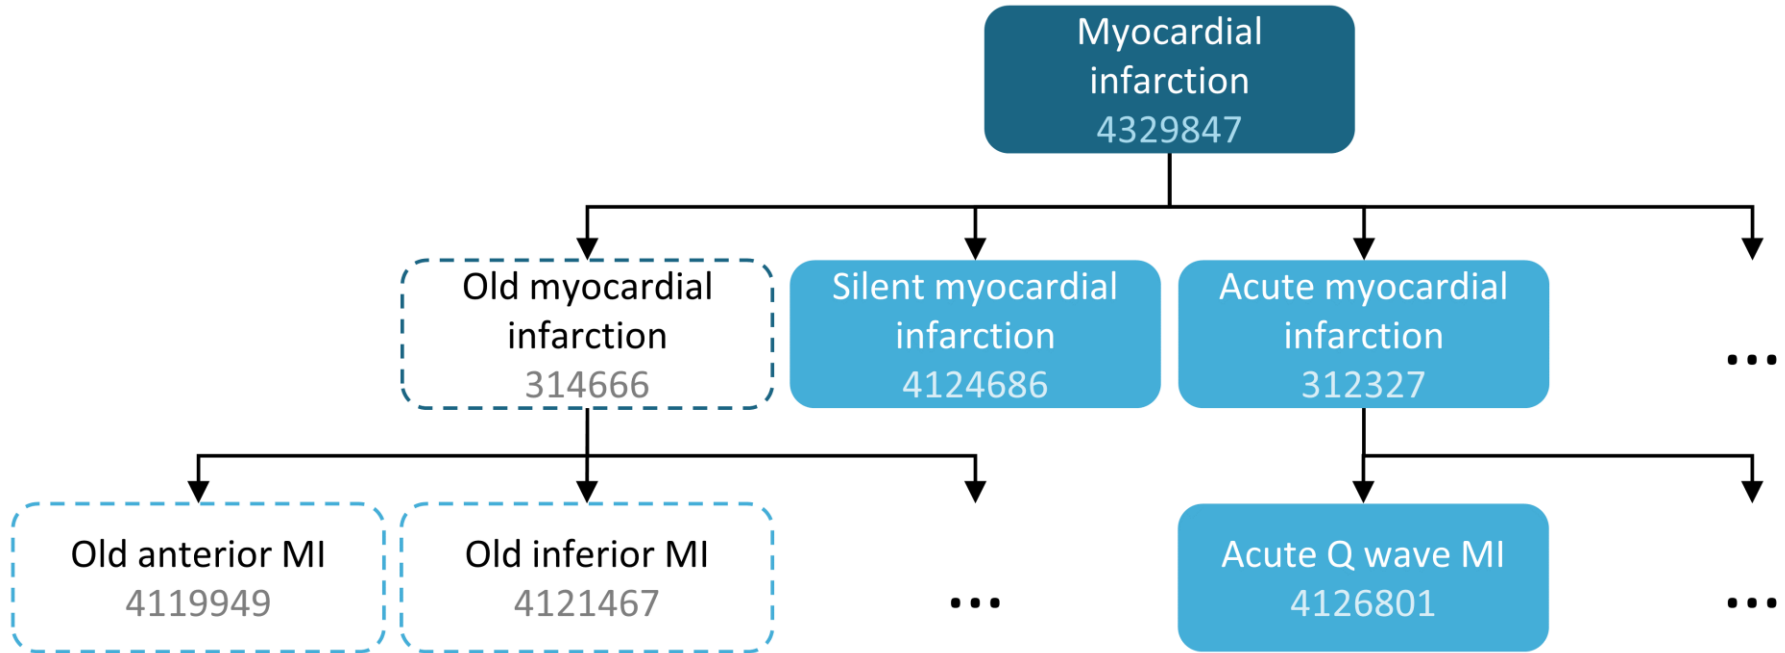 Myocardial
infarction
4329847
Old myocardial
infarction
314666
Silent myocardial
infarction
4124686
Acute myocardial
infarction
312327
...
Old anterior MI
4119949
Old inferior MI
4121467
...
Acute Q wave MI
4126801
...